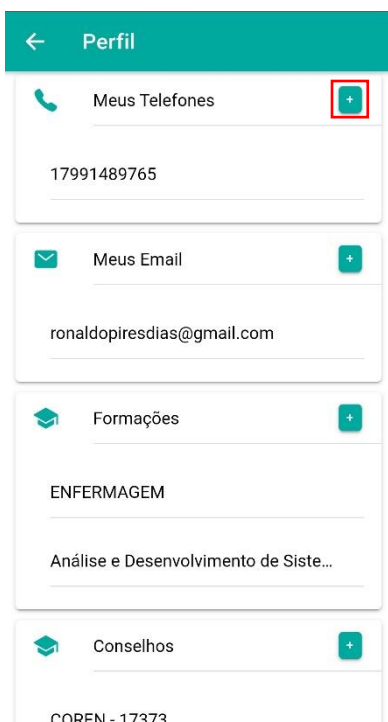 Perfil
Meus Telefones +
17991489765
Meus Email +
ronaldopiresdias@gmail.com
Formações +
ENFERMAGEM
Análise e Desenvolvimento de Siste...
Conselhos +
COREN - 17373